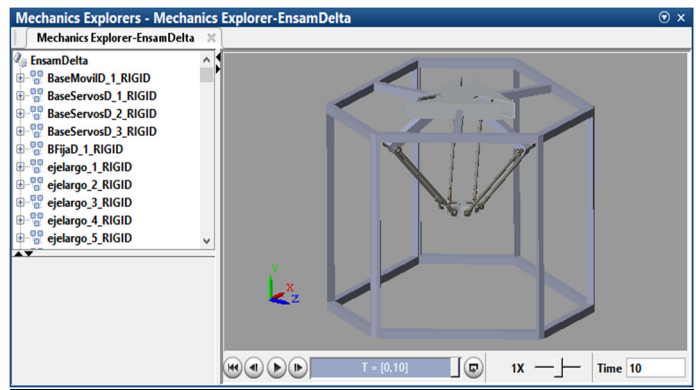 Mechanics Explorers - Mechanics Explorer-EnsamDelta
Mechanics Explorer-EnsamDelta
EnsamDelta
BaseMovilD_1_RIGID
BaseServosD_1_RIGID
BaseServosD_2_RIGID
BaseServosD_3_RIGID
BFijaD_1_RIGID
ejelargo_1_RIGID
ejelargo_2_RIGID
ejelargo_3_RIGID
ejelargo_4_RIGID
ejelargo_5_RIGID
Y
X
Z
T = [0,10]
1X
Time 10